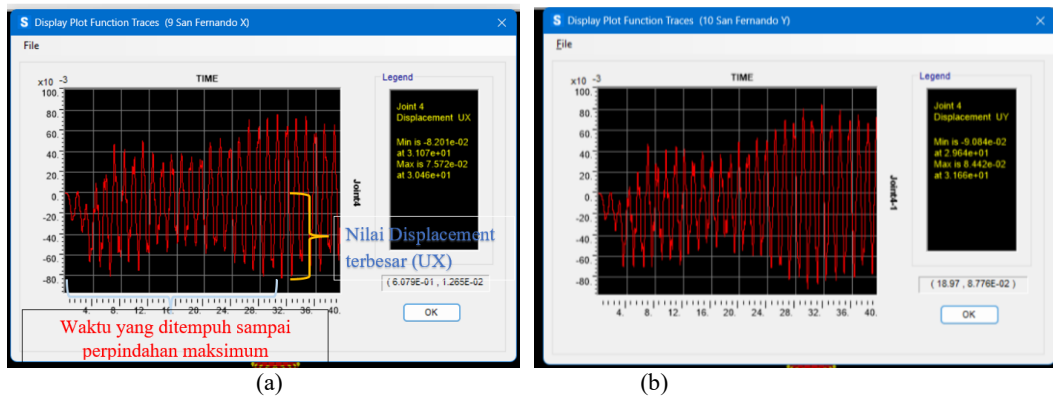 Display Plot Function Traces (9 San Fernando X)
File
x10 -3
TIME
100.
80.
60.
40.
20.
0.
-20.
-40.
-60.
-80.
4. 8. 12. 16. 20. 24. 28. 32. 36. 40.
Joint4
Legend
Joint 4
Displacement UX
Min is -8.201e-02
at 3.107e+01
Max is 7.572e-02
at 3.046e+01
Nilai Displacement
terbesar (UX)
( 6.079E-01 , 1.265E-02 )
OK
Waktu yang ditempuh sampai
perpindahan maksimum
(a)
Display Plot Function Traces (10 San Fernando Y)
File
x10 -3
TIME
100.
80.
60.
40.
20.
0.
-20.
-40.
-60.
-80.
4. 8. 12. 16. 20. 24. 28. 32. 36. 40.
Joint4-1
Legend
Joint 4
Displacement UY
Min is -9.084e-02
at 2.964e+01
Max is 8.442e-02
at 3.166e+01
( 18.97 , 8.776E-02 )
OK
(b)